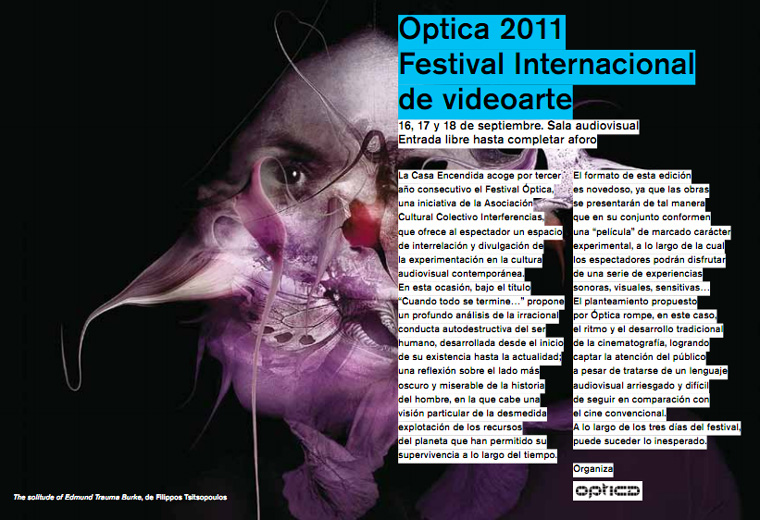 Optica 2011
Festival Internacional
de videoarte
16, 17 y 18 de septiembre. Sala audiovisual
Entrada libre hasta completar aforo
La Casa Encendida acoge por tercer
año consecutivo el Festival Óptica,
una iniciativa de la Asociación
Cultural Colectivo Interferencias,
que ofrece al espectador un espacio
de interrelación y divulgación de
la experimentación en la cultura
audiovisual contemporánea.
En esta ocasión, bajo el título
“Cuando todo se termine...” propone
un profundo análisis de la irracional
conducta autodestructiva del ser
humano, desarrollada desde el inicio
de su existencia hasta la actualidad;
una reflexión sobre el lado más
oscuro y miserable de la historia
del hombre, en la que cabe una
visión particular de la desmedida
explotación de los recursos
del planeta que han permitido su
supervivencia a lo largo del tiempo.
El formato de esta edición
es novedoso, ya que las obras
se presentarán de tal manera
que en su conjunto conformen
una “película” de marcado carácter
experimental, a lo largo de la cual
los espectadores podrán disfrutar
de una serie de experiencias
sonoras, visuales, sensitivas...
El planteamiento propuesto
por Óptica rompe, en este caso,
el ritmo y el desarrollo tradicional
de la cinematografía, logrando
captar la atención del público
a pesar de tratarse de un lenguaje
audiovisual arriesgado y difícil
de seguir en comparación con
el cine convencional.
A lo largo de los tres días del festival,
puede suceder lo inesperado.
Organiza
optica
The solitude of Edmund Trauma Burke, de Filippos Tsitsopoulos